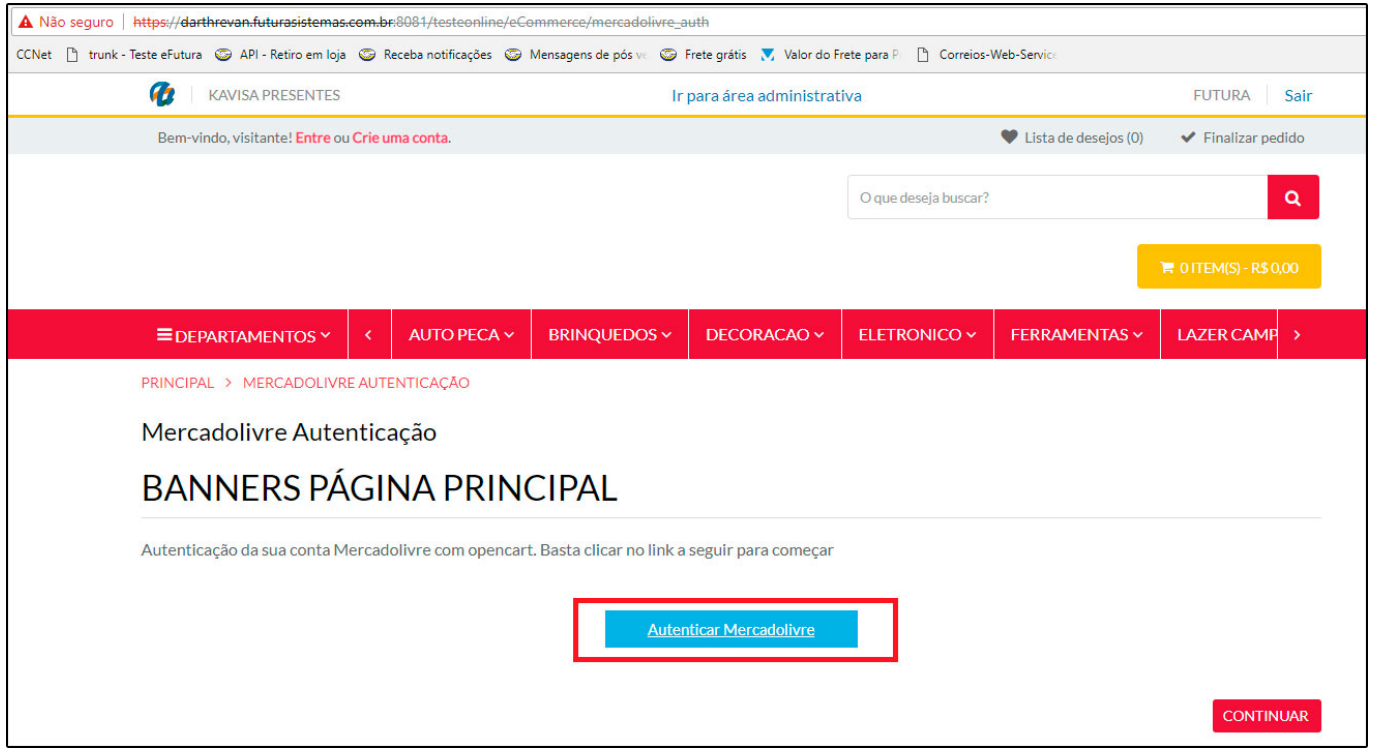 Não seguro https://darthrevan.futurasistemas.com.br:8081/testeonline/eCommerce/mercadolivre_auth
CCNet trunk - Teste eFutura API - Retiro em loja Receba notificações Mensagens de pós ve Frete grátis Valor do Frete para P Correios-Web-Service
KAVISA PRESENTES Ir para área administrativa FUTURA Sair
Bem-vindo, visitante! Entre ou Crie uma conta. Lista de desejos (0) Finalizar pedido
O que deseja buscar?
0 ITEM(S) - R$ 0,00
DEPARTAMENTOS AUTO PECA BRINQUEDOS DECORACAO ELETRONICO FERRAMENTAS LAZER CAMP
PRINCIPAL > MERCADOLIVRE AUTENTICAÇÃO
Mercadolivre Autenticação
BANNERS PÁGINA PRINCIPAL
Autenticação da sua conta Mercadolivre com opencart. Basta clicar no link a seguir para começar
Autenticar Mercadolivre
CONTINUAR